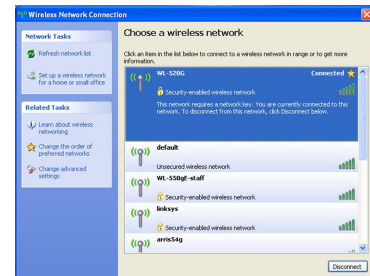 Wireless Network Connection
Network Tasks
Refresh network list
Set up a wireless network
for a home or small office
Related Tasks
Learn about wireless
networking
Change the order of
preferred networks
Change advanced
settings
Choose a wireless network
Click an item in the list below to connect to a wireless network in range or to get more
information.
WL-520G
Connected
Security-enabled wireless network
This network requires a network key. You are currently connected to this
network. To disconnect from this network, click Disconnect below.
default
Unsecured wireless network
WL-550gE-staff
Security-enabled wireless network
linksys
Security-enabled wireless network
arris54g
Disconnect